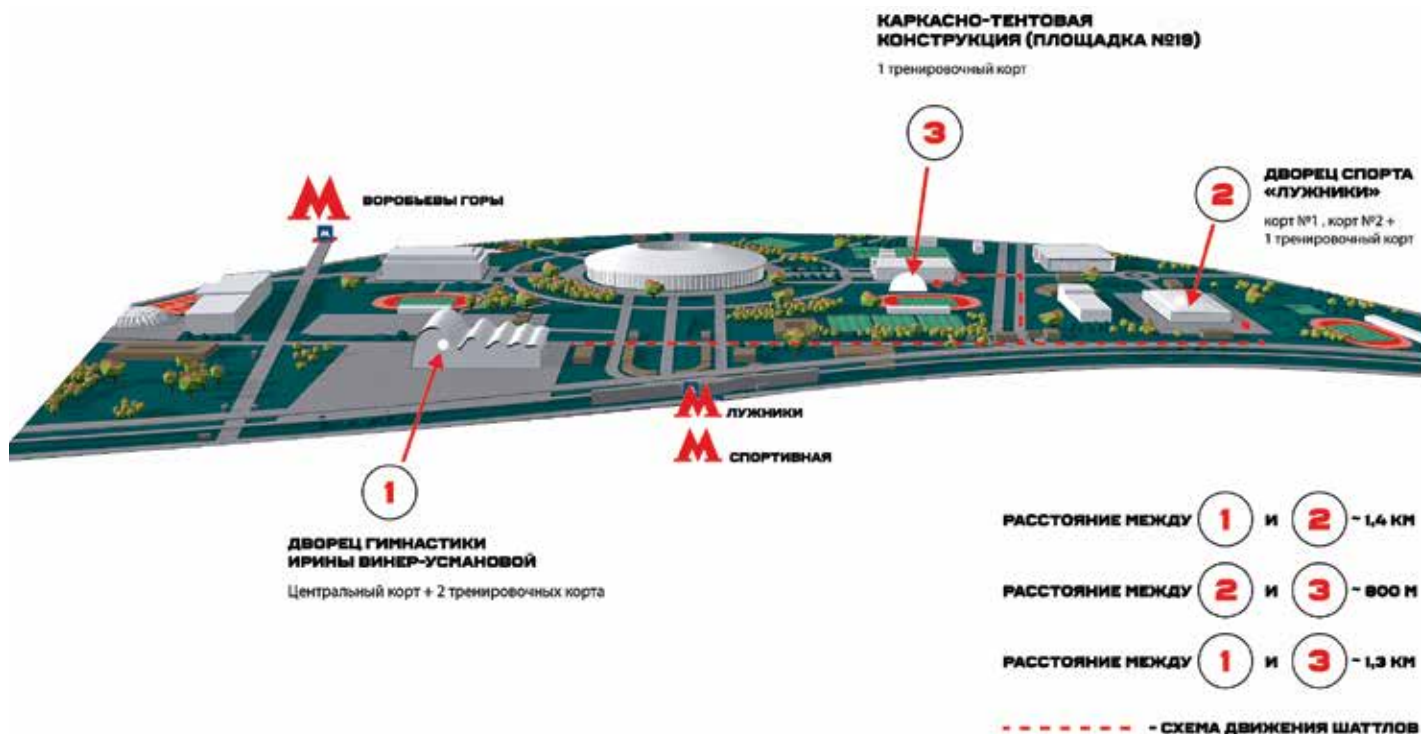 КАРКАСНО-ТЕНТОВАЯ
КОНСТРУКЦИЯ (ПЛОЩАДКА №19)
1 тренировочный корт
3
М ВОРОБЬЕВЫ ГОРЫ
М
2
ДВОРЕЦ СПОРТА
«ЛУЖНИКИ»
корт №1 , корт №2 +
1 тренировочный корт
М ЛУЖНИКИ
М СПОРТИВНАЯ
1
ДВОРЕЦ ГИМНАСТИКИ
ИРИНЫ ВИНЕР-УСМАНОВОЙ
Центральный корт + 2 тренировочных корта
РАССТОЯНИЕ МЕЖДУ 1 И 2 ~ 1,4 КМ
РАССТОЯНИЕ МЕЖДУ 2 И 3 ~ 800 М
РАССТОЯНИЕ МЕЖДУ 1 И 3 ~ 1,3 КМ
- СХЕМА ДВИЖЕНИЯ ШАТТЛОВ